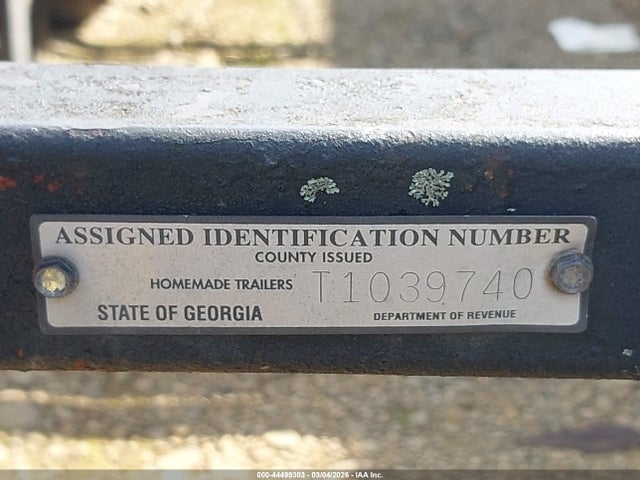 ASSIGNED IDENTIFICATION NUMBER
COUNTY ISSUED
HOMEMADE TRAILERS T1039740
STATE OF GEORGIA DEPARTMENT OF REVENUE
000-44499303 | 03/04/2026 | IAA Inc.